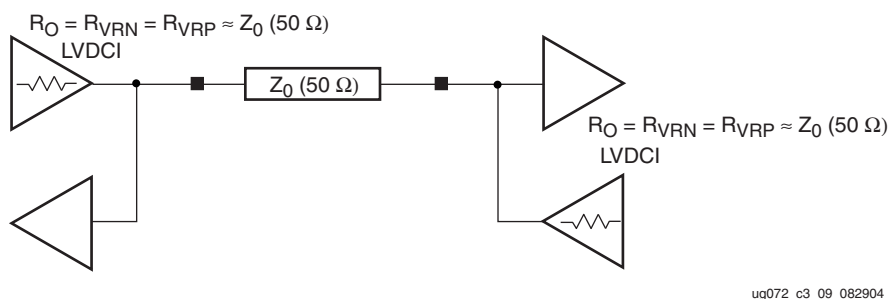 R_O = R_VRN = R_VRP ≈ Z_0 (50 Ω)
LVDCI
Z_0 (50 Ω)
R_O = R_VRN = R_VRP ≈ Z_0 (50 Ω)
LVDCI
ug072_c3_09_082904